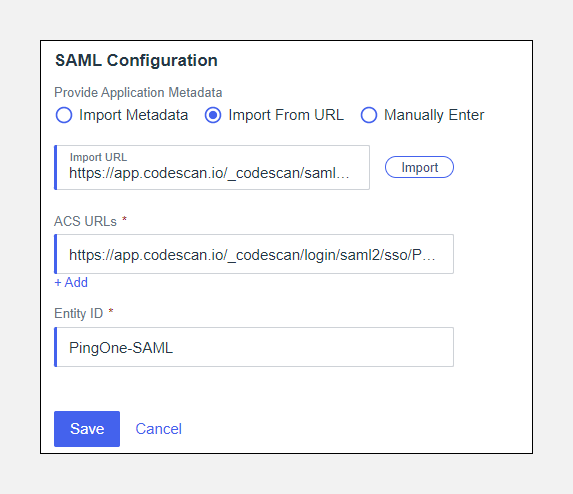 SAML Configuration
Provide Application Metadata
Import Metadata Import From URL Manually Enter
Import URL
https://app.codescan.io/_codescan/saml...
Import
ACS URLs *
https://app.codescan.io/_codescan/login/saml2/sso/P...
+ Add
Entity ID *
PingOne-SAML
Save Cancel